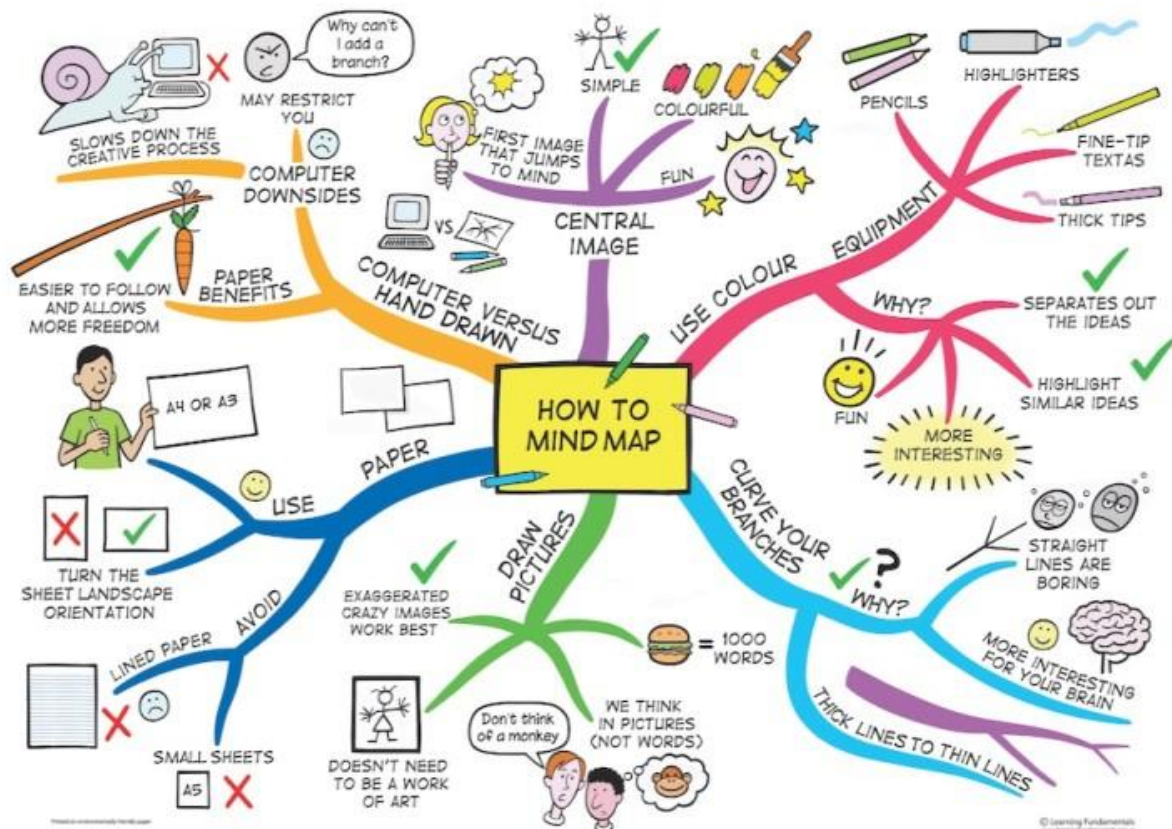 HOW TO
MIND MAP
CENTRAL
IMAGE
FIRST IMAGE
THAT JUMPS
TO MIND
SIMPLE
COLOURFUL
FUN
USE COLOUR
EQUIPMENT
PENCILS
HIGHLIGHTERS
FINE-TIP
TEXTAS
THICK TIPS
WHY?
SEPARATES OUT
THE IDEAS
HIGHLIGHT
SIMILAR IDEAS
MORE
INTERESTING
FUN
CURVE YOUR
BRANCHES
?
WHY?
STRAIGHT
LINES ARE
BORING
MORE INTERESTING
FOR YOUR BRAIN
THICK LINES TO THIN LINES
DRAW
PICTURES
= 1000
WORDS
WE THINK
IN PICTURES
(NOT WORDS)
Don't think
of a monkey
DOESN'T NEED
TO BE A WORK
OF ART
EXAGGERATED
CRAZY IMAGES
WORK BEST
PAPER
USE
A4 OR A3
TURN THE
SHEET LANDSCAPE
ORIENTATION
AVOID
LINED PAPER
SMALL SHEETS
A5
COMPUTER VERSUS
HAND DRAWN
VS
PAPER
BENEFITS
EASIER TO FOLLOW
AND ALLOWS
MORE FREEDOM
COMPUTER
DOWNSIDES
SLOWS DOWN THE
CREATIVE PROCESS
MAY RESTRICT
YOU
Why can't
I add a
branch?
Printed on environmentally friendly paper
© Learning Fundamentals